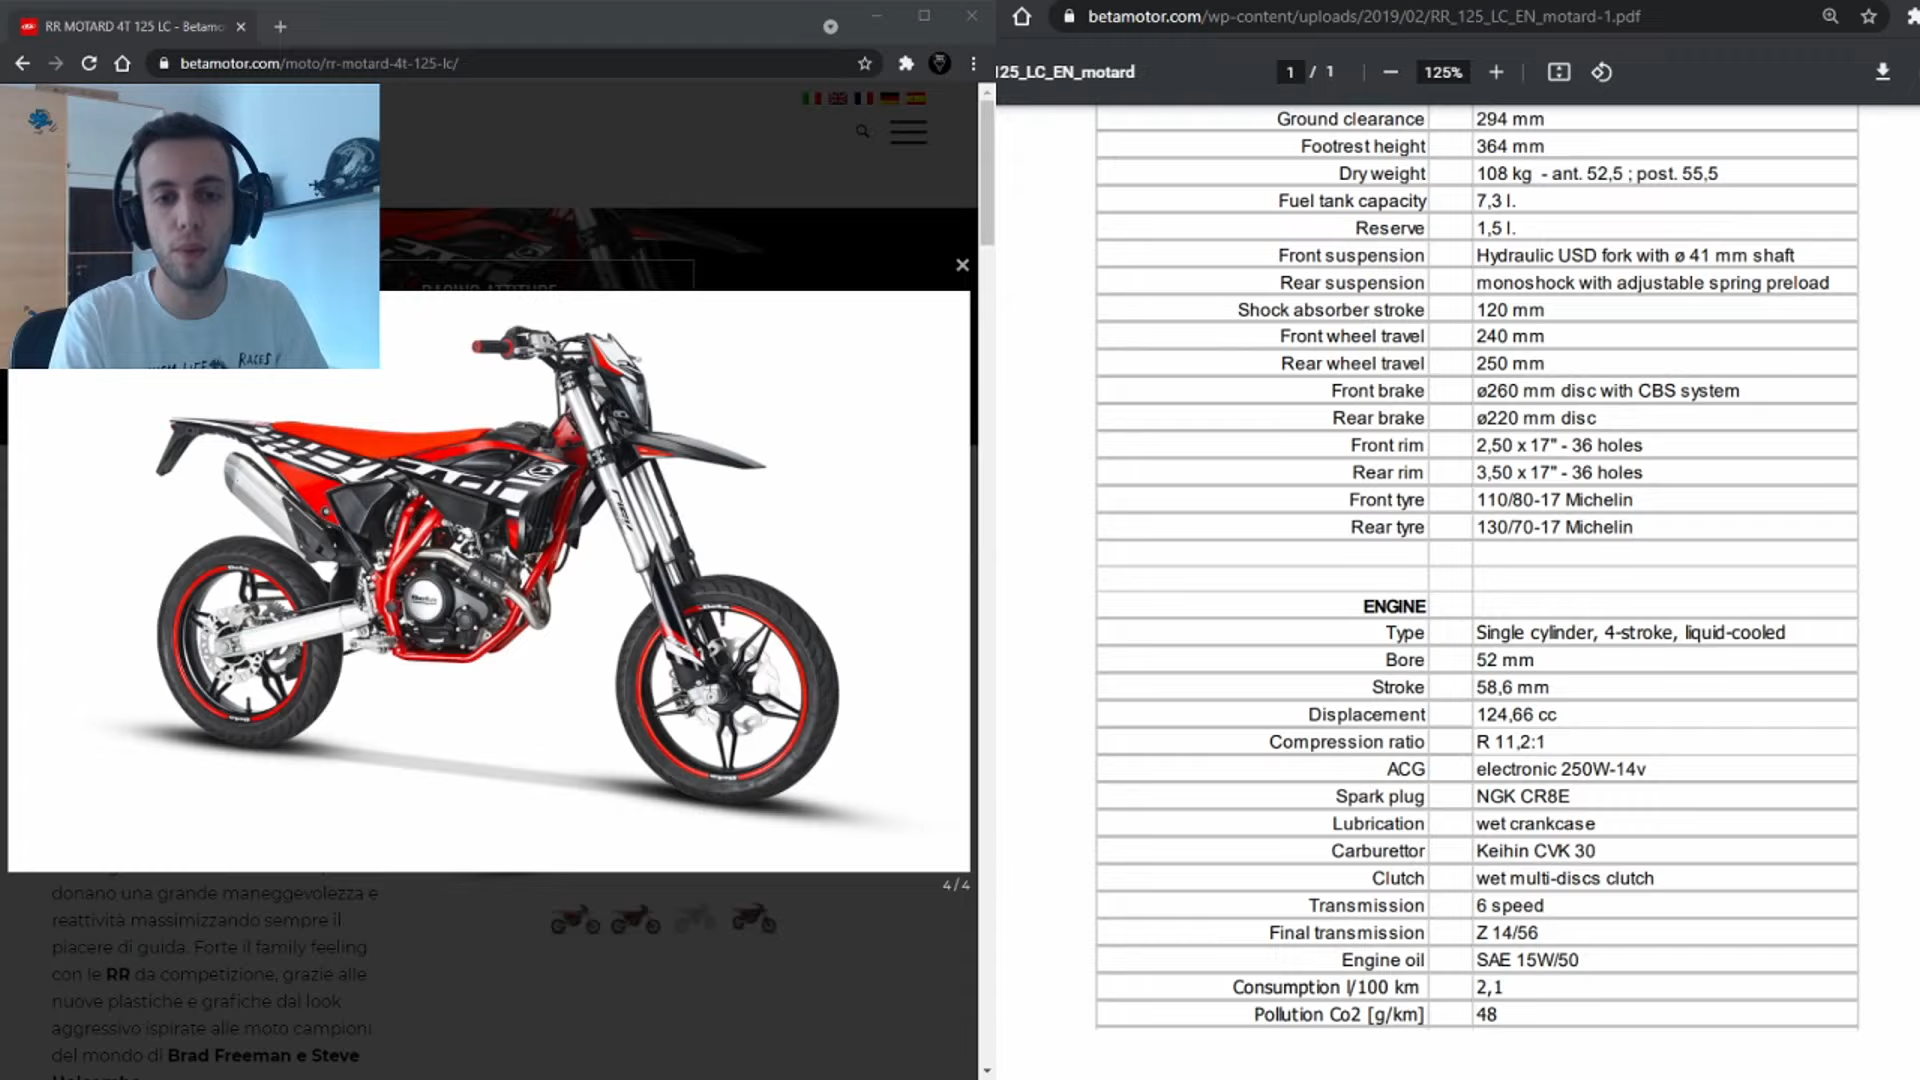 RR MOTARD 4T 125 LC – Betamo
betamotor.com/moto/rr-motard-4t-125-lc/
RACES
RACING ATTITUDE
Beta
4/4
donano una grande maneggevolezza e
reattività massimizzando sempre il
piacere di guida. Forte il family feeling
con le RR da competizione, grazie alle
nuove plastiche e grafiche dal look
aggressivo ispirate alle moto campioni
del mondo di Brad Freeman e Steve
betamotor.com/wp-content/uploads/2019/02/RR_125_LC_EN_motard-1.pdf
125_LC_EN_motard
1 / 1
125%
Ground clearance 294 mm
Footrest height 364 mm
Dry weight 108 kg - ant. 52,5 ; post. 55,5
Fuel tank capacity 7,3 l.
Reserve 1,5 l.
Front suspension Hydraulic USD fork with ø 41 mm shaft
Rear suspension monoshock with adjustable spring preload
Shock absorber stroke 120 mm
Front wheel travel 240 mm
Rear wheel travel 250 mm
Front brake ø260 mm disc with CBS system
Rear brake ø220 mm disc
Front rim 2,50 x 17" - 36 holes
Rear rim 3,50 x 17" - 36 holes
Front tyre 110/80-17 Michelin
Rear tyre 130/70-17 Michelin
ENGINE
Type Single cylinder, 4-stroke, liquid-cooled
Bore 52 mm
Stroke 58,6 mm
Displacement 124,66 cc
Compression ratio R 11,2:1
ACG electronic 250W-14v
Spark plug NGK CR8E
Lubrication wet crankcase
Carburettor Keihin CVK 30
Clutch wet multi-discs clutch
Transmission 6 speed
Final transmission Z 14/56
Engine oil SAE 15W/50
Consumption l/100 km 2,1
Pollution Co2 [g/km] 48